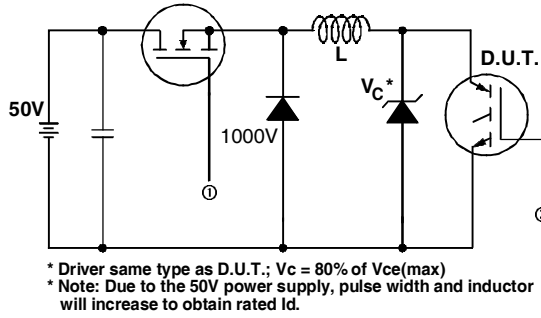 L
D.U.T.
VC *
50V
1000V
①
* Driver same type as D.U.T.; Vc = 80% of Vce(max)
* Note: Due to the 50V power supply, pulse width and inductor
will increase to obtain rated Id.